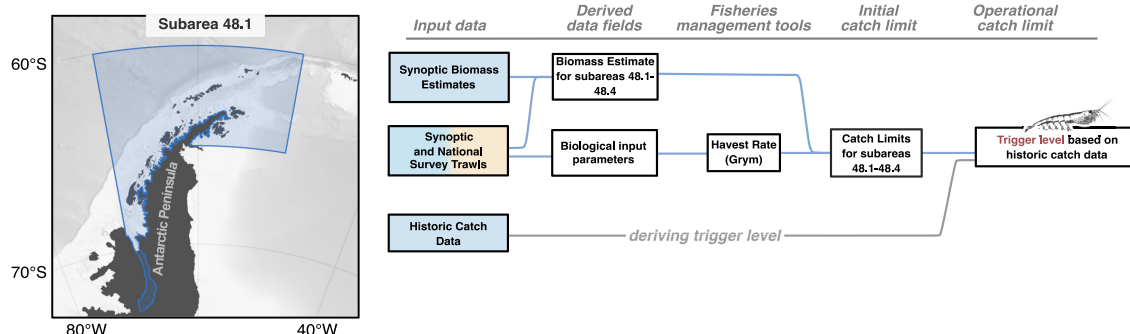 Subarea 48.1
60°S
70°S
80°W
40°W
Antarctic Peninsula
Input data
Derived
data fields
Fisheries
management tools
Initial
catch limit
Operational
catch limit
Synoptic Biomass
Estimates
Biomass Estimate
for subareas 48.1-
48.4
Synoptic
and National
Survey Trawls
Biological input
parameters
Havest Rate
(Grym)
Catch Limits
for subareas
48.1-48.4
Trigger level based on
historic catch data
Historic Catch
Data
deriving trigger level